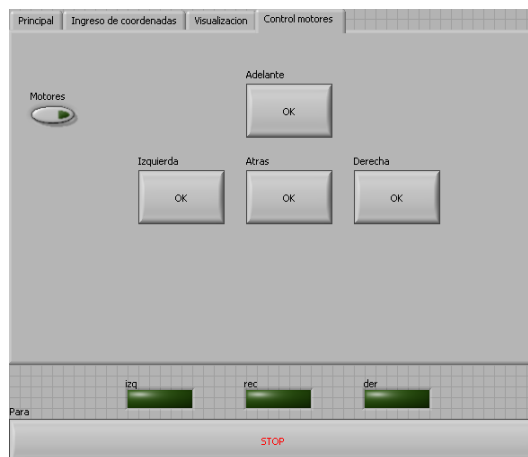 Principal Ingreso de coordenadas Visualizacion Control motores
Adelante
Motores
OK
Izquierda Atras Derecha
OK OK OK
izq rec der
Para
STOP